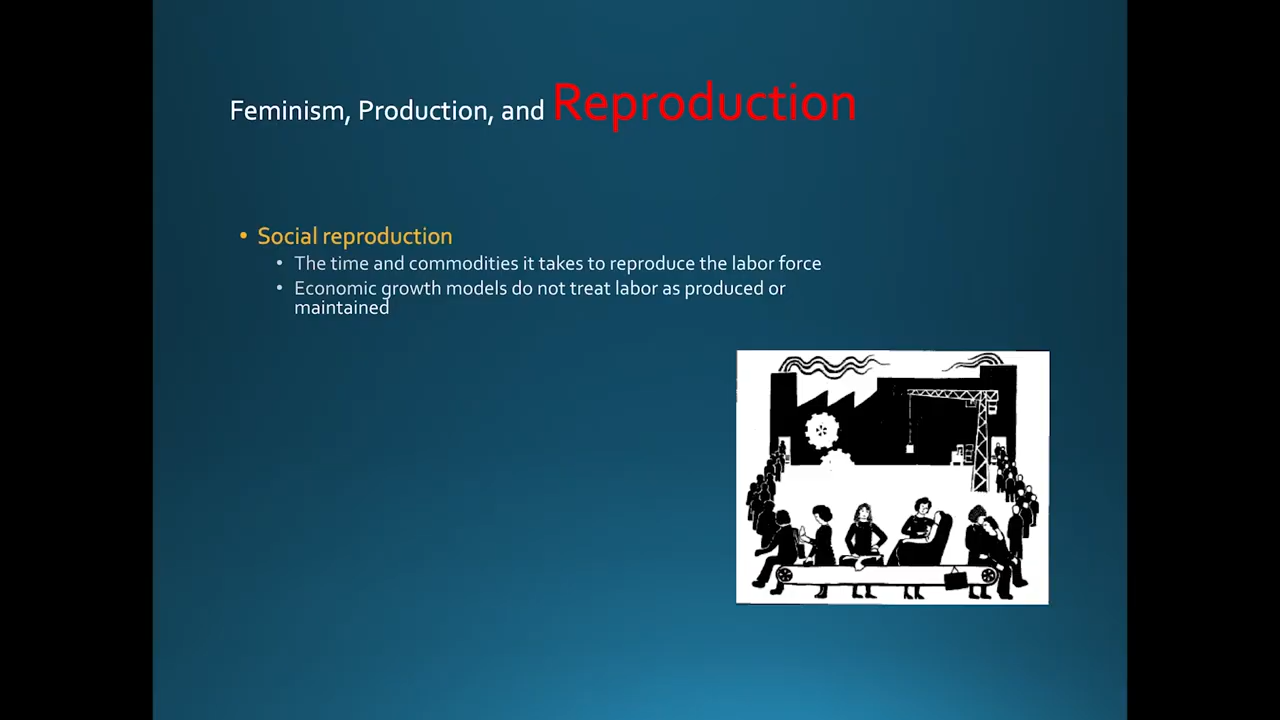 Feminism, Production, and Reproduction
• Social reproduction
• The time and commodities it takes to reproduce the labor force
• Economic growth models do not treat labor as produced or
maintained